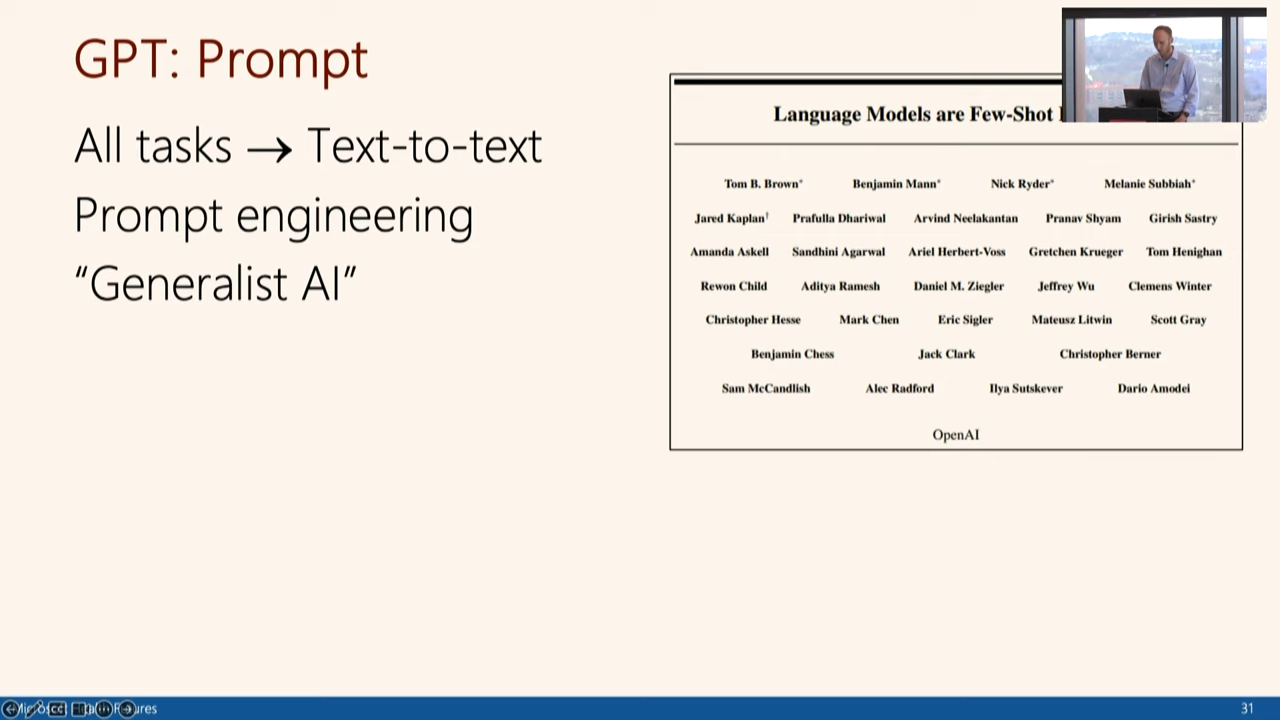 GPT: Prompt
All tasks → Text-to-text
Prompt engineering
“Generalist AI”
Language Models are Few-Shot
Tom B. Brown* Benjamin Mann* Nick Ryder* Melanie Subbiah*
Jared Kaplan† Prafulla Dhariwal Arvind Neelakantan Pranav Shyam Girish Sastry
Amanda Askell Sandhini Agarwal Ariel Herbert-Voss Gretchen Krueger Tom Henighan
Rewon Child Aditya Ramesh Daniel M. Ziegler Jeffrey Wu Clemens Winter
Christopher Hesse Mark Chen Eric Sigler Mateusz Litwin Scott Gray
Benjamin Chess Jack Clark Christopher Berner
Sam McCandlish Alec Radford Ilya Sutskever Dario Amodei
OpenAI
31